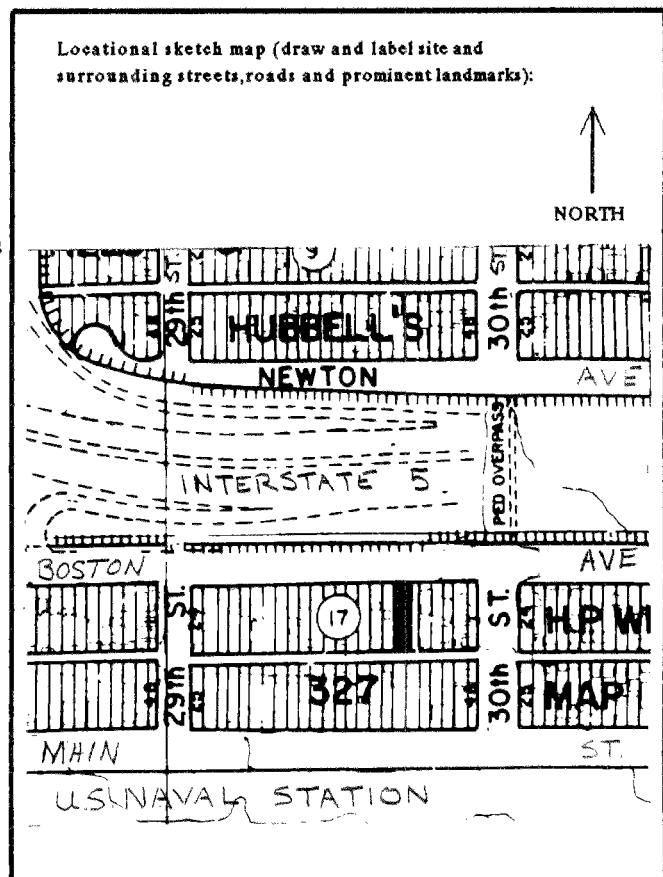 Locational sketch map (draw and label site and
surrounding streets,roads and prominent landmarks):
NORTH
29th ST.
30th ST.
HUBBELL'S
NEWTON AVE
PED OVERPASS
INTERSTATE 5
BOSTON AVE
29th ST.
17
30th ST.
H.P.
327
MAP
MAIN ST.
U.S. NAVAL STATION